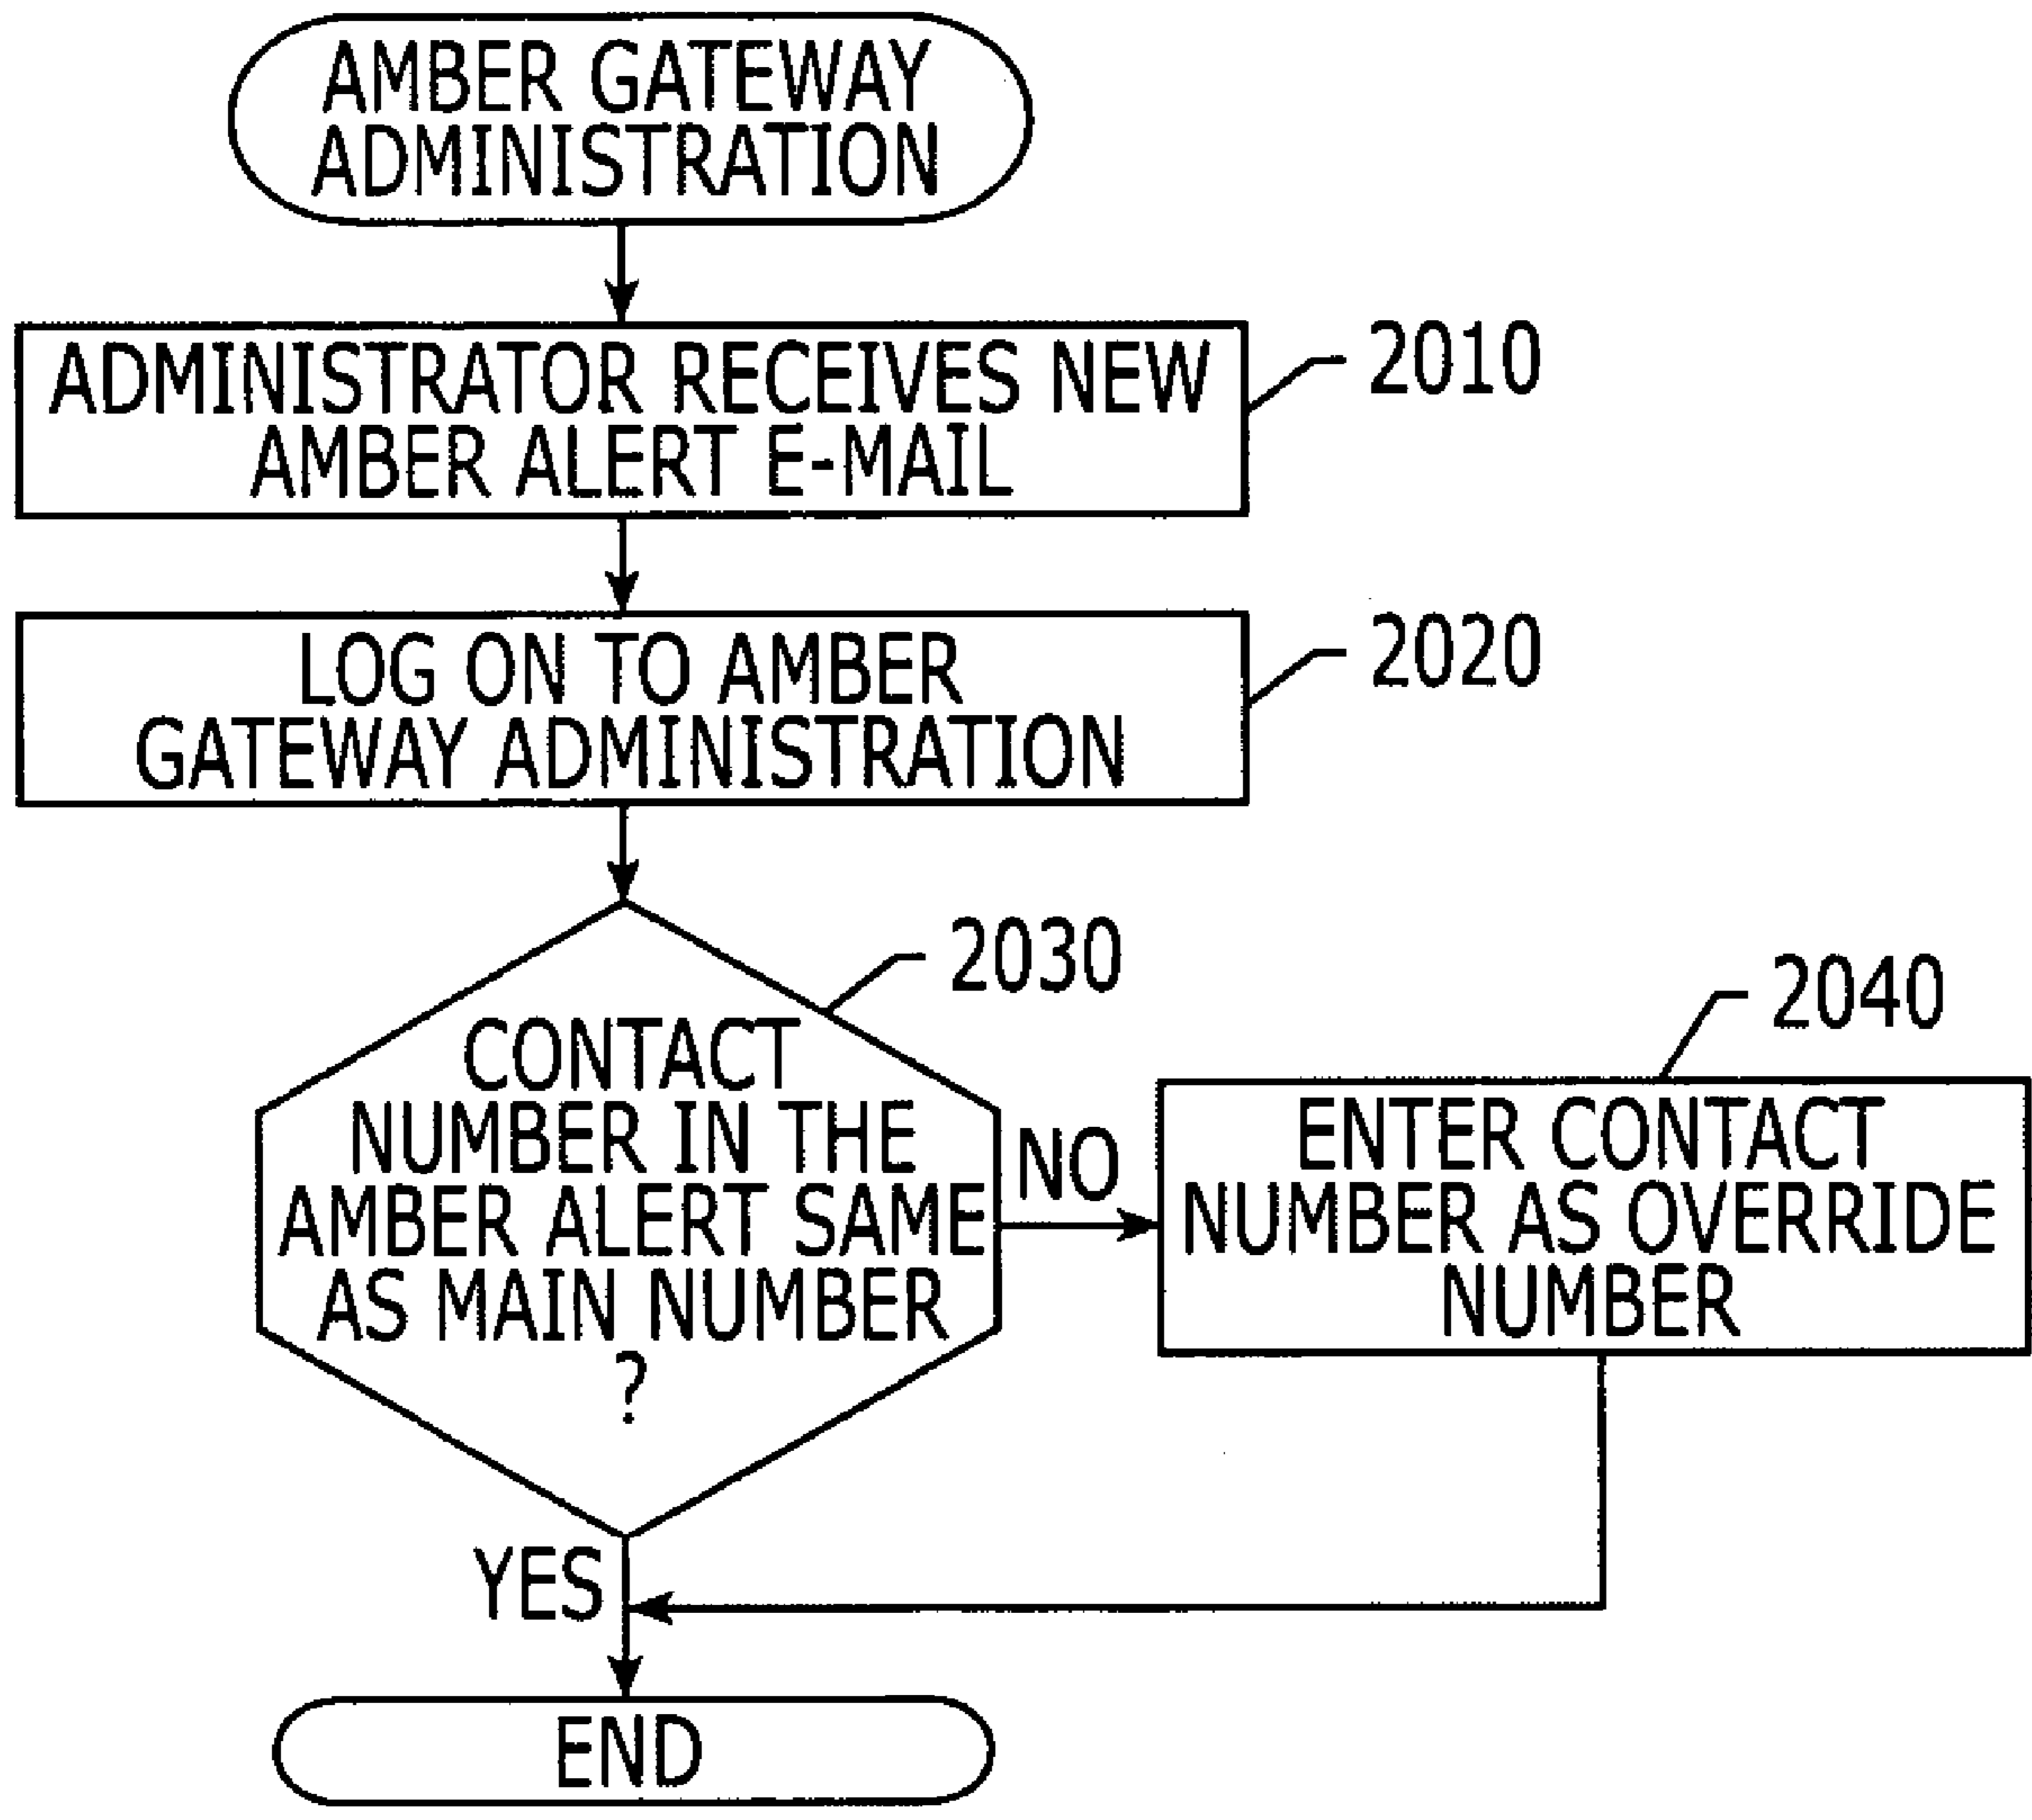 AMBER GATEWAY
ADMINISTRATION
ADMINISTRATOR RECEIVES NEW
AMBER ALERT E-MAIL
2010
LOG ON TO AMBER
GATEWAY ADMINISTRATION
2020
2030
CONTACT
NUMBER IN THE
AMBER ALERT SAME
AS MAIN NUMBER
?
NO
2040
ENTER CONTACT
NUMBER AS OVERRIDE
NUMBER
YES
END